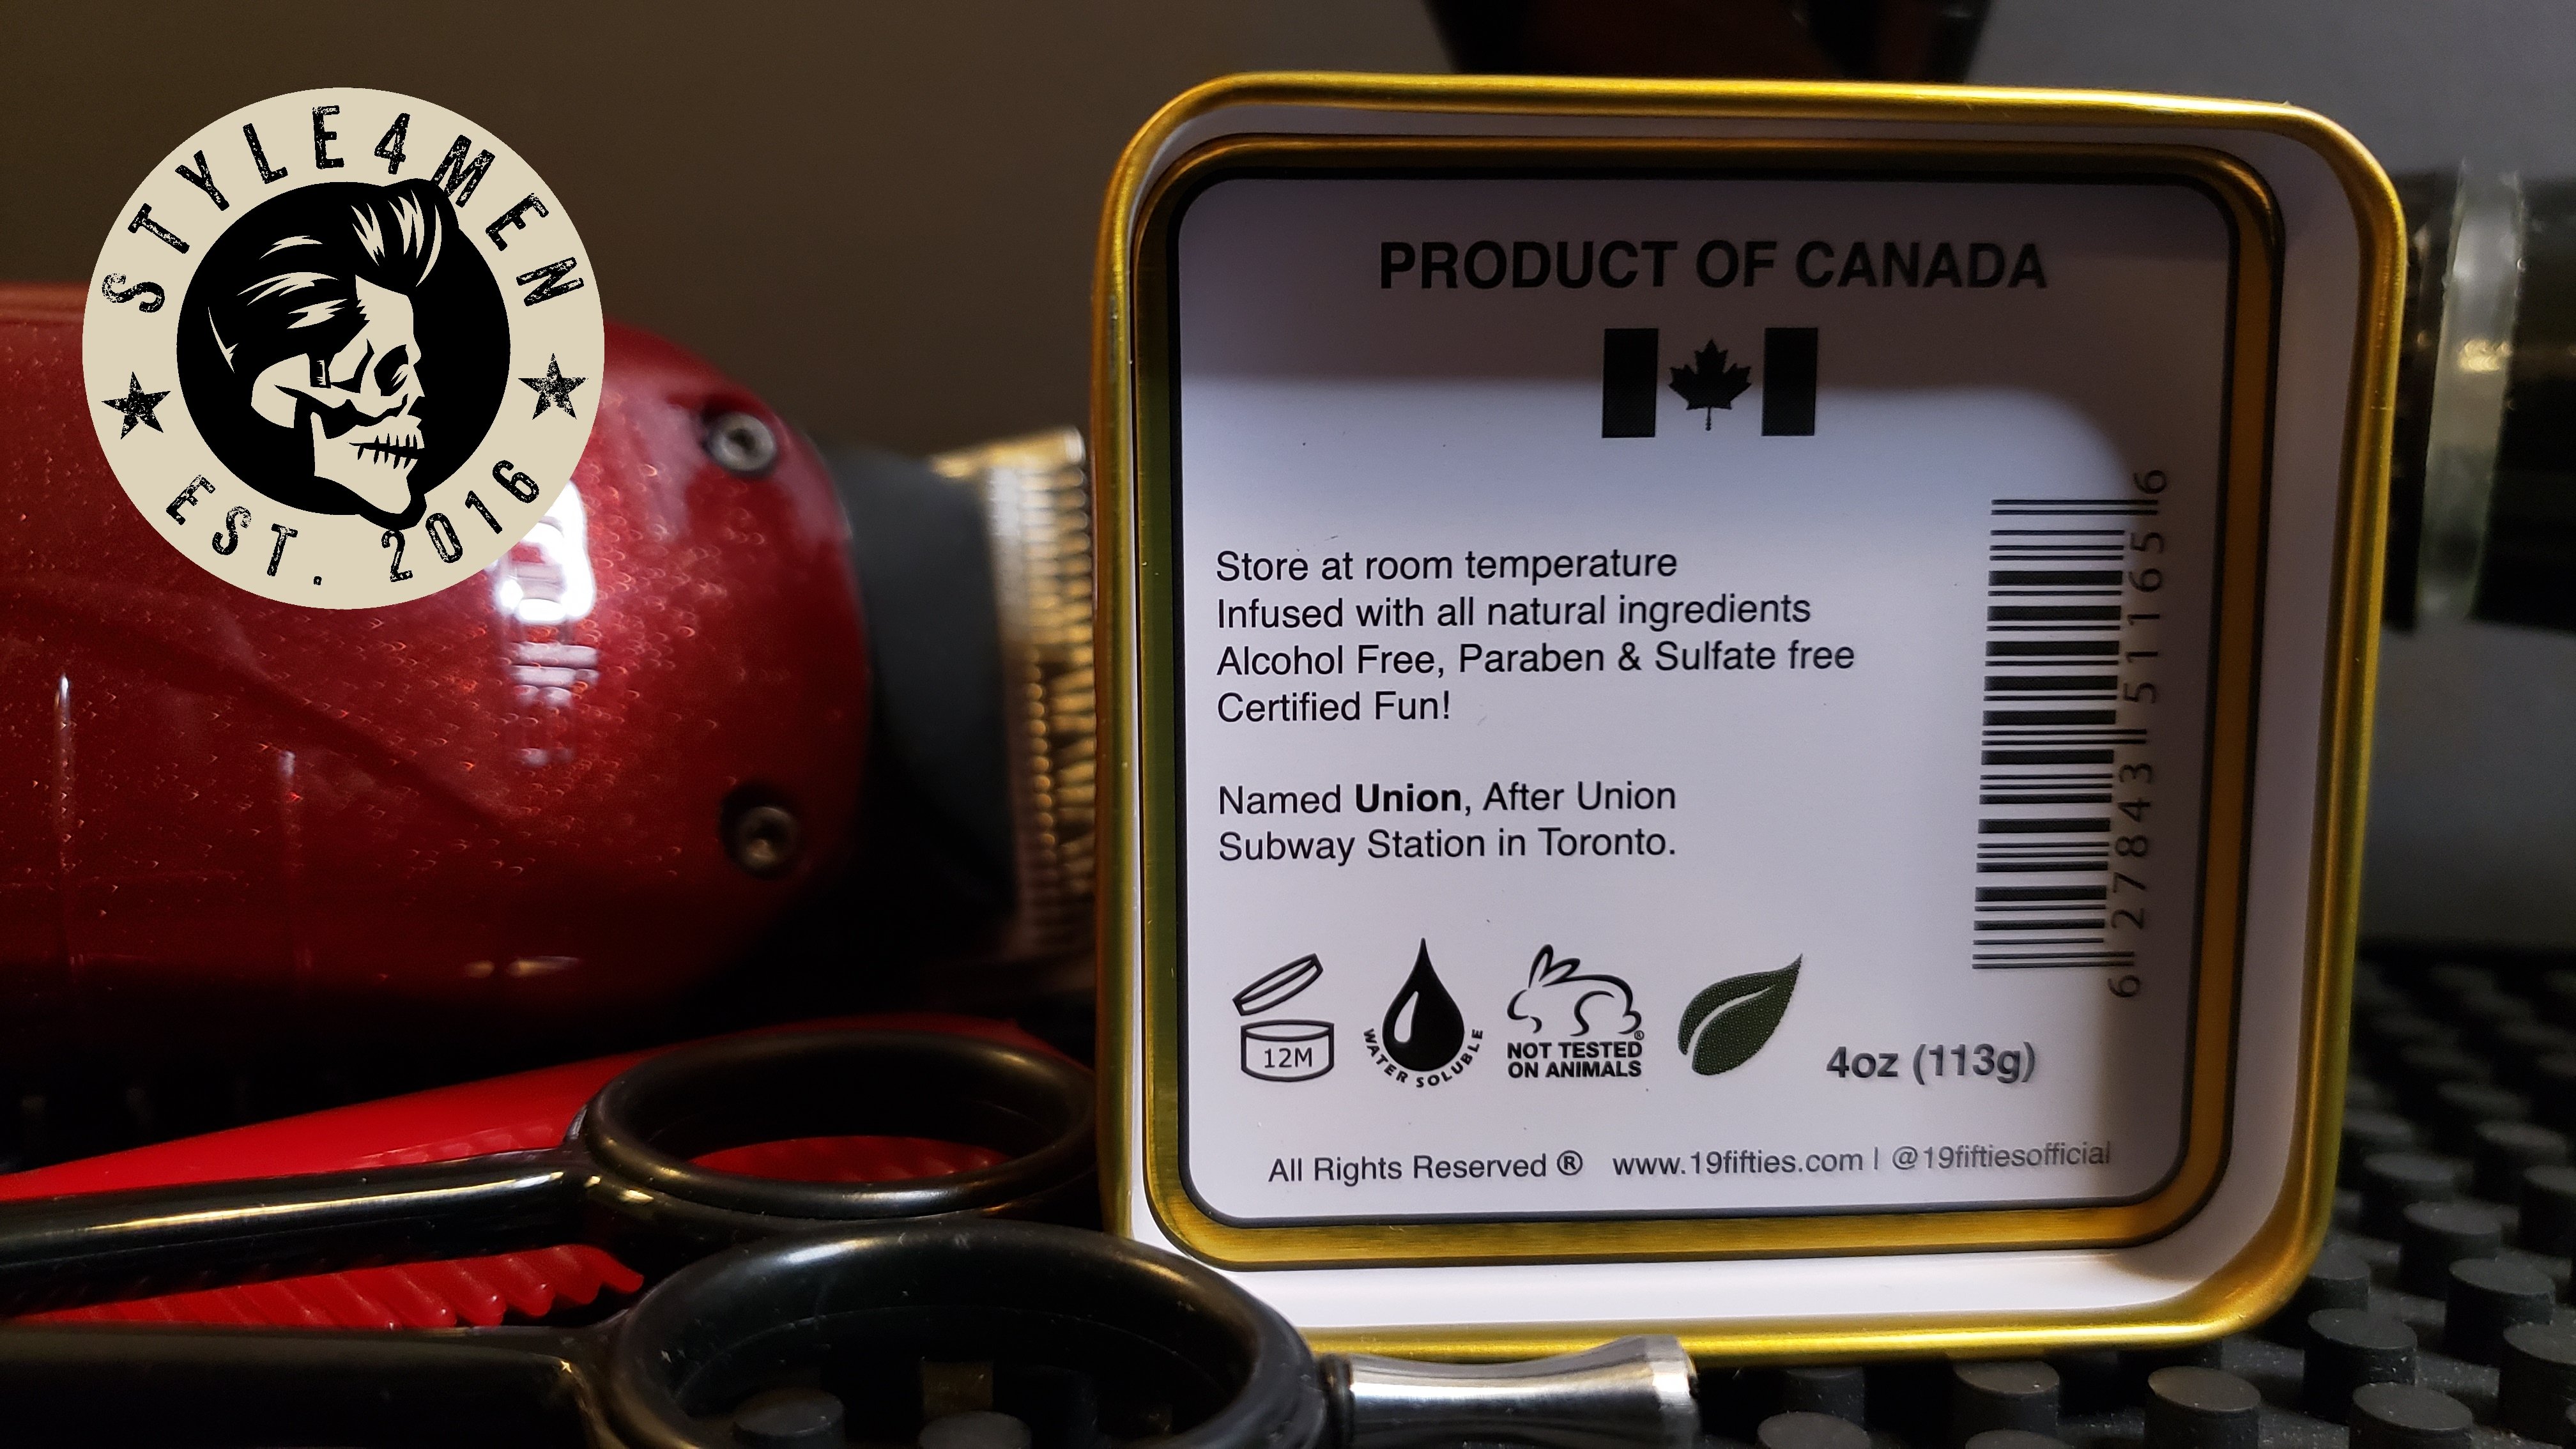 STYLE4MEN
EST. 2016
PRODUCT OF CANADA
Store at room temperature
Infused with all natural ingredients
Alcohol Free, Paraben & Sulfate free
Certified Fun!
Named Union, After Union
Subway Station in Toronto.
6 27843 51165 6
12M
WATER SOLUBLE
NOT TESTED
ON ANIMALS
®
4oz (113g)
All Rights Reserved ® www.19fifties.com | @19fiftiesofficial